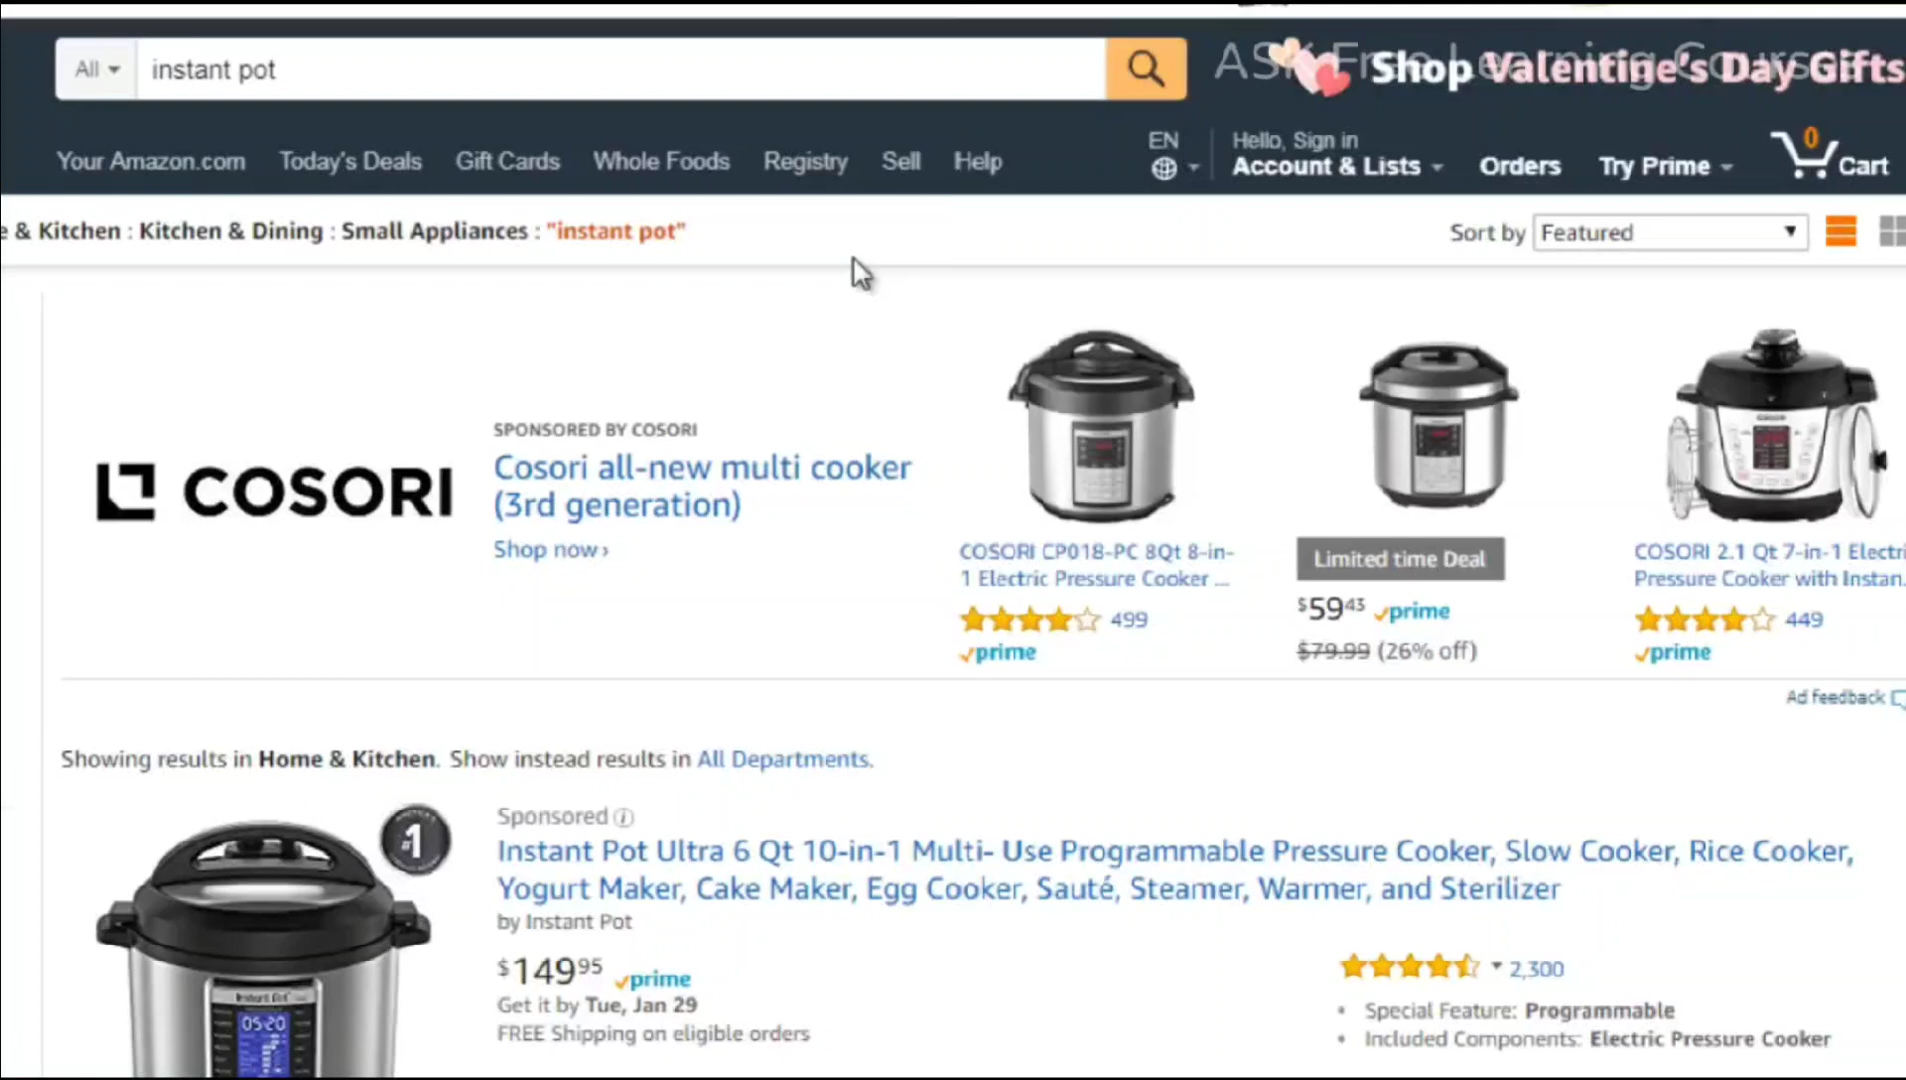 All
instant pot
ASK Free Learning Courses
Shop Valentine's Day Gifts
Your Amazon.com Today's Deals Gift Cards Whole Foods Registry Sell Help
EN
Hello, Sign in
Account & Lists
Orders
Try Prime
0
Cart
e & Kitchen : Kitchen & Dining : Small Appliances : "instant pot"
Sort by Featured
COSORI
SPONSORED BY COSORI
Cosori all-new multi cooker
(3rd generation)
Shop now ›
COSORI CP018-PC 8Qt 8-in-
1 Electric Pressure Cooker ...
499
prime
Limited time Deal
$59 43 prime
$79.99 (26% off)
COSORI 2.1 Qt 7-in-1 Electri
Pressure Cooker with Instan.
449
prime
Ad feedback
Showing results in Home & Kitchen. Show instead results in All Departments.
#1
Instant Pot
05:20
Sponsored
Instant Pot Ultra 6 Qt 10-in-1 Multi- Use Programmable Pressure Cooker, Slow Cooker, Rice Cooker,
Yogurt Maker, Cake Maker, Egg Cooker, Sauté, Steamer, Warmer, and Sterilizer
by Instant Pot
$149 95 prime
Get it by Tue, Jan 29
FREE Shipping on eligible orders
2,300
• Special Feature: Programmable
• Included Components: Electric Pressure Cooker